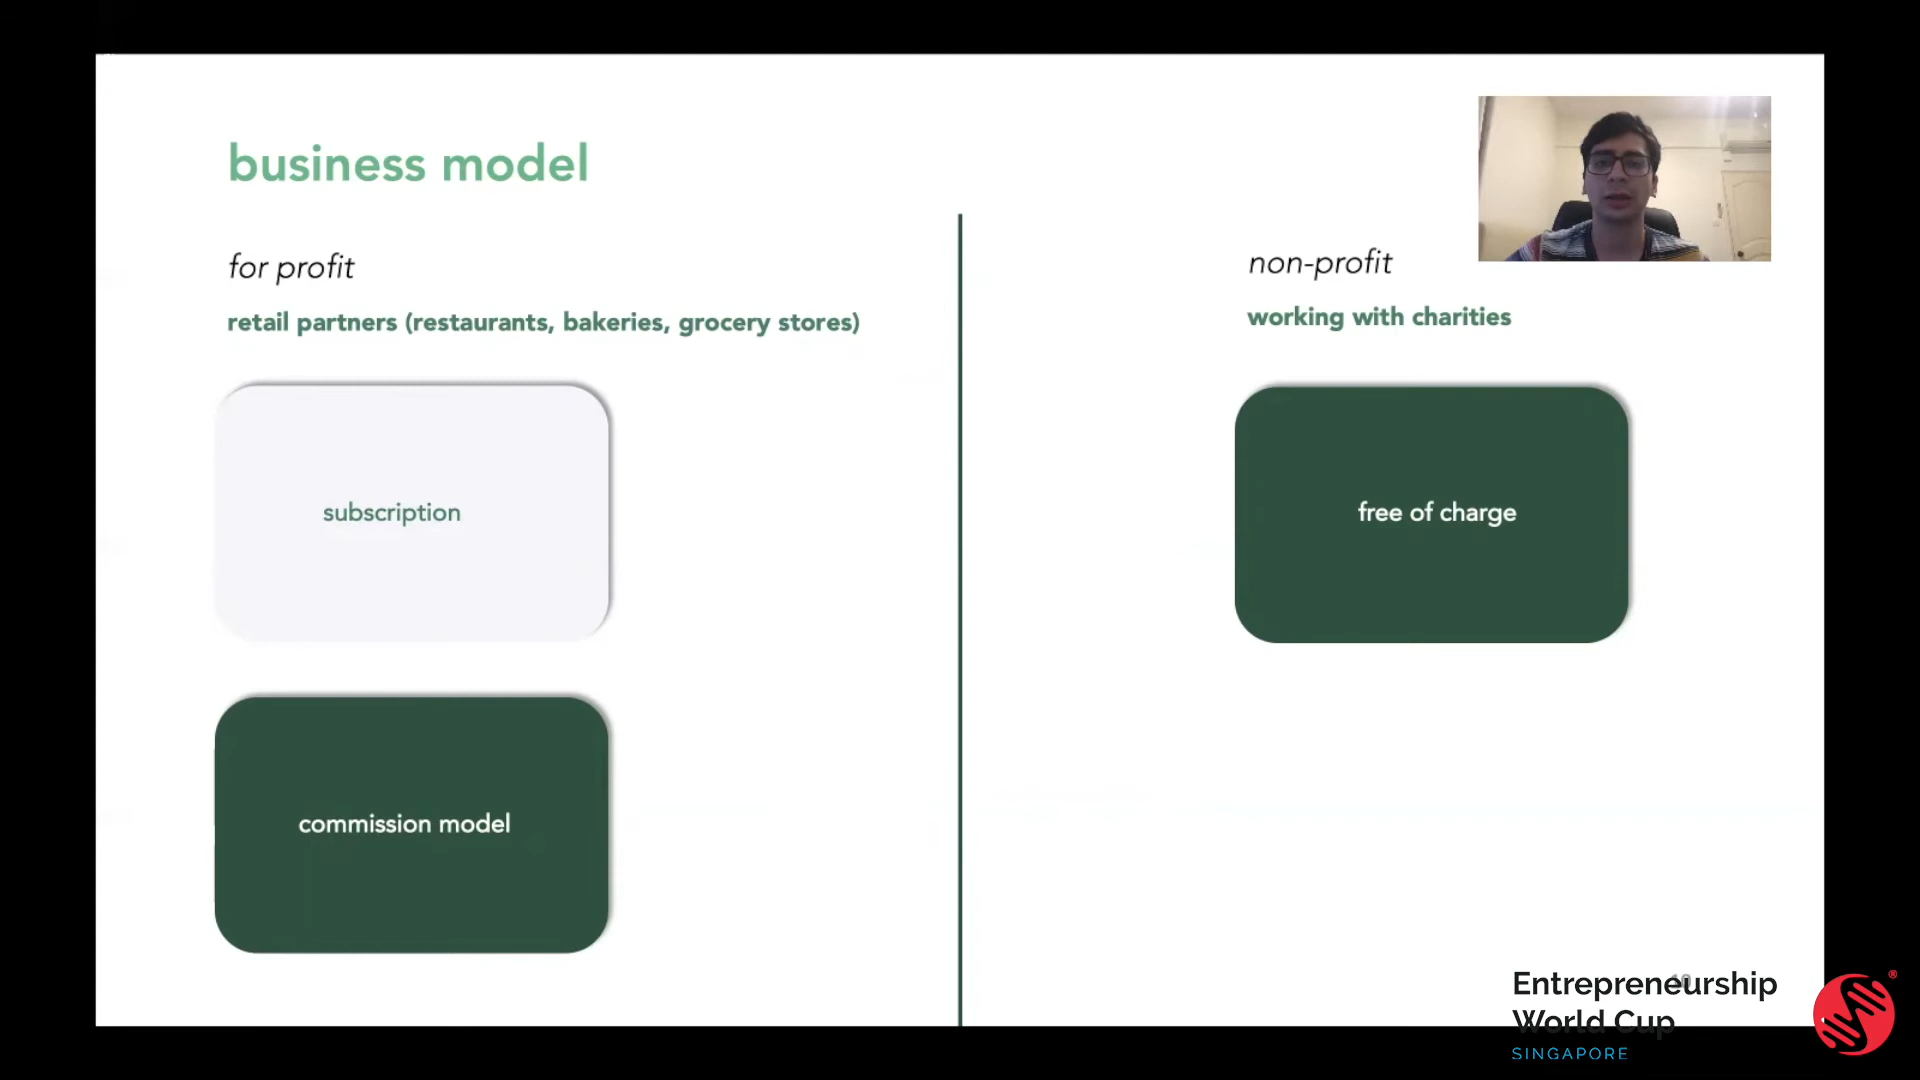 business model
for profit
retail partners (restaurants, bakeries, grocery stores)
subscription
commission model
non-profit
working with charities
free of charge
10
Entrepreneurship
World Cup
SINGAPORE
®